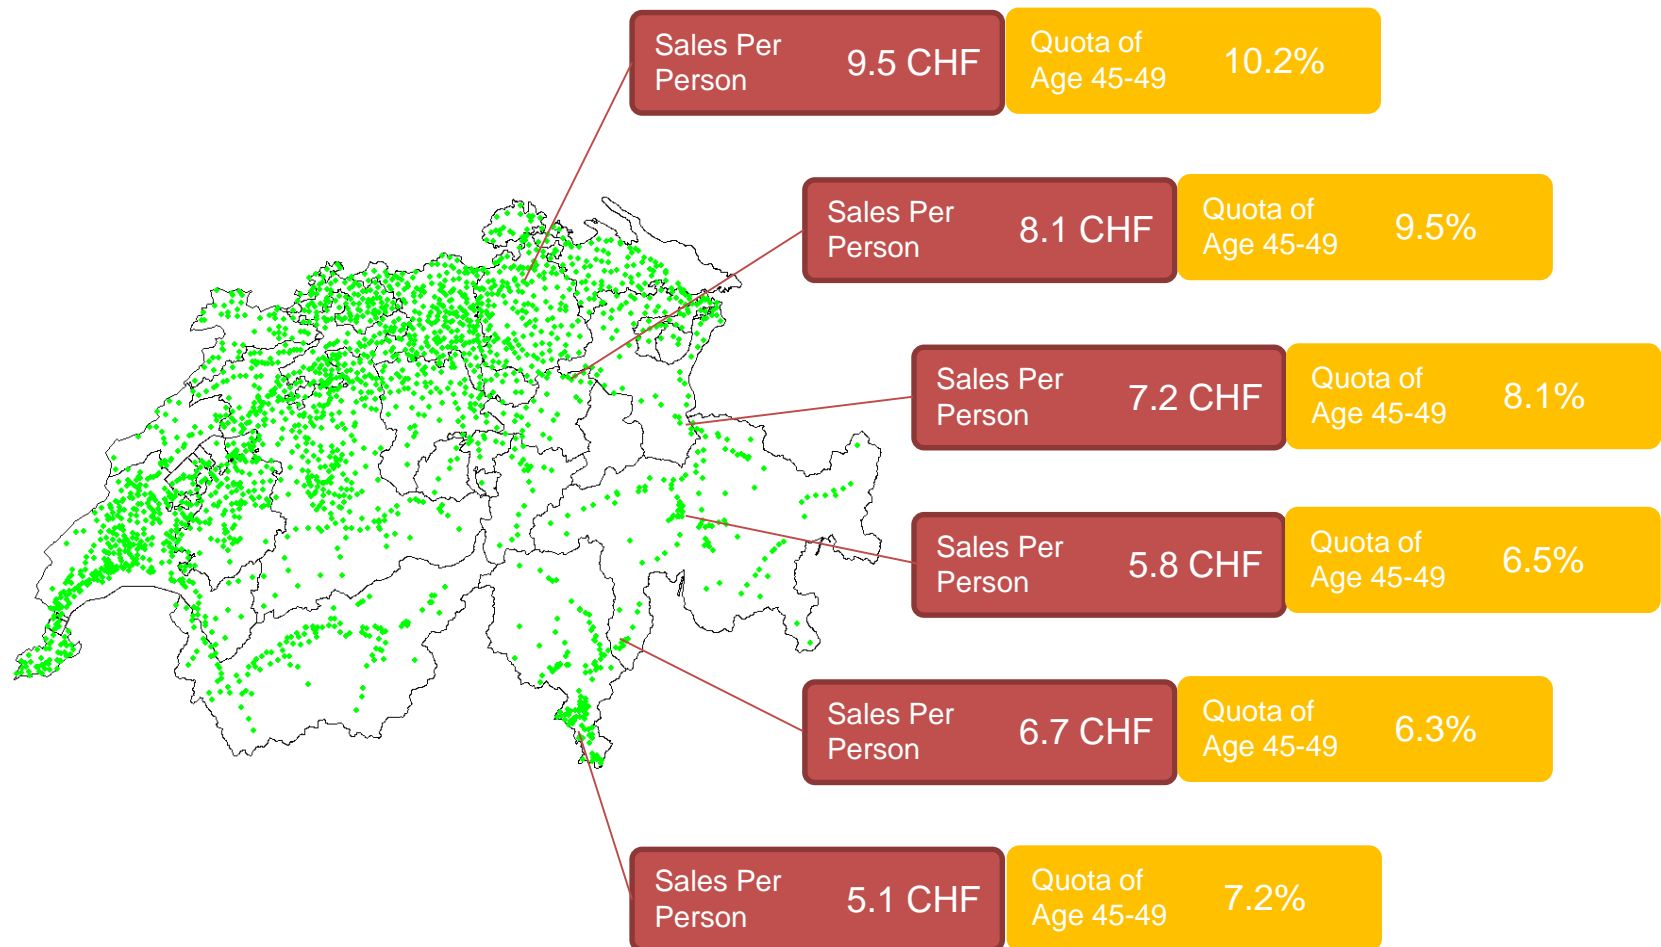 Sales Per
Person
9.5 CHF
Quota of
Age 45-49
10.2%
Sales Per
Person
8.1 CHF
Quota of
Age 45-49
9.5%
Sales Per
Person
7.2 CHF
Quota of
Age 45-49
8.1%
Sales Per
Person
5.8 CHF
Quota of
Age 45-49
6.5%
Sales Per
Person
6.7 CHF
Quota of
Age 45-49
6.3%
Sales Per
Person
5.1 CHF
Quota of
Age 45-49
7.2%